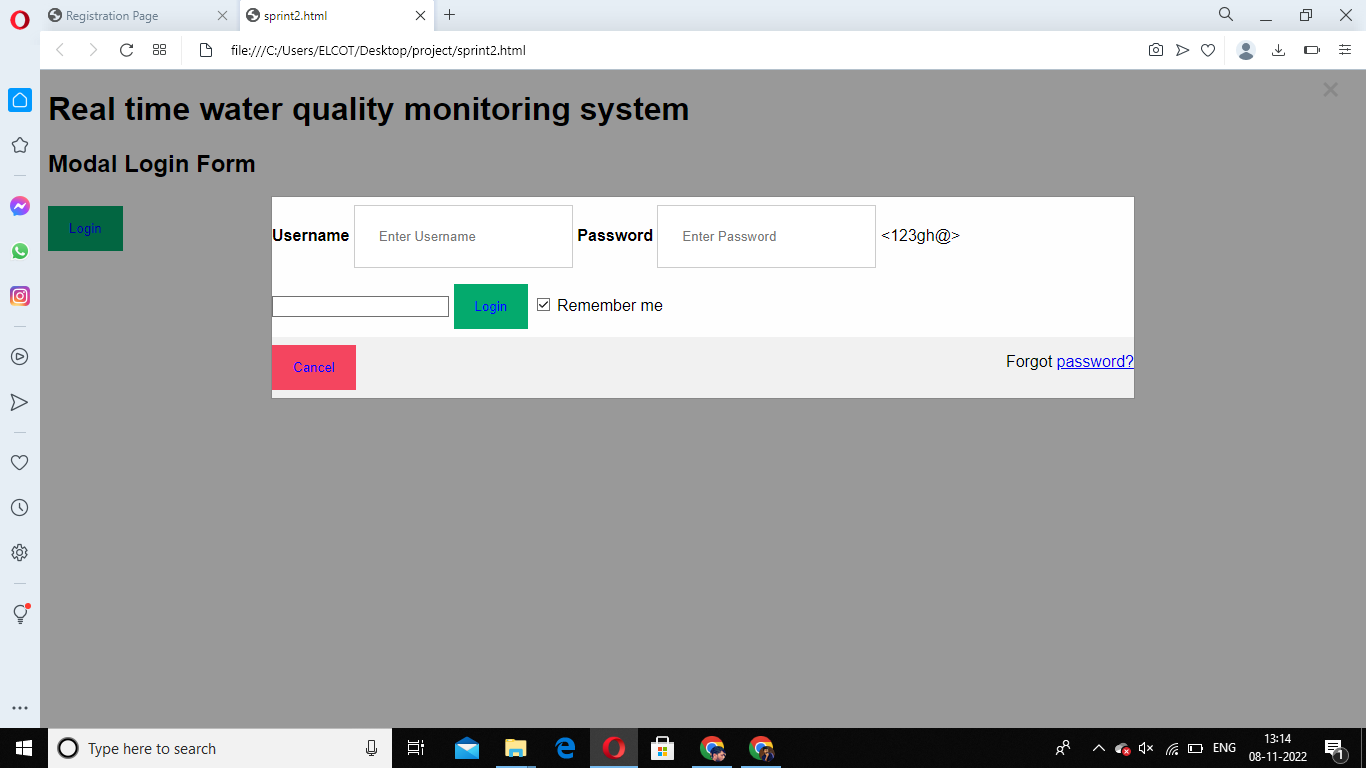 Registration Page
sprint2.html
file:///C:/Users/ELCOT/Desktop/project/sprint2.html
Real time water quality monitoring system
Modal Login Form
Login
Username Enter Username Password Enter Password <123gh@>
Login Remember me
Cancel Forgot password?
Type here to search
ENG 13:14
08-11-2022 1